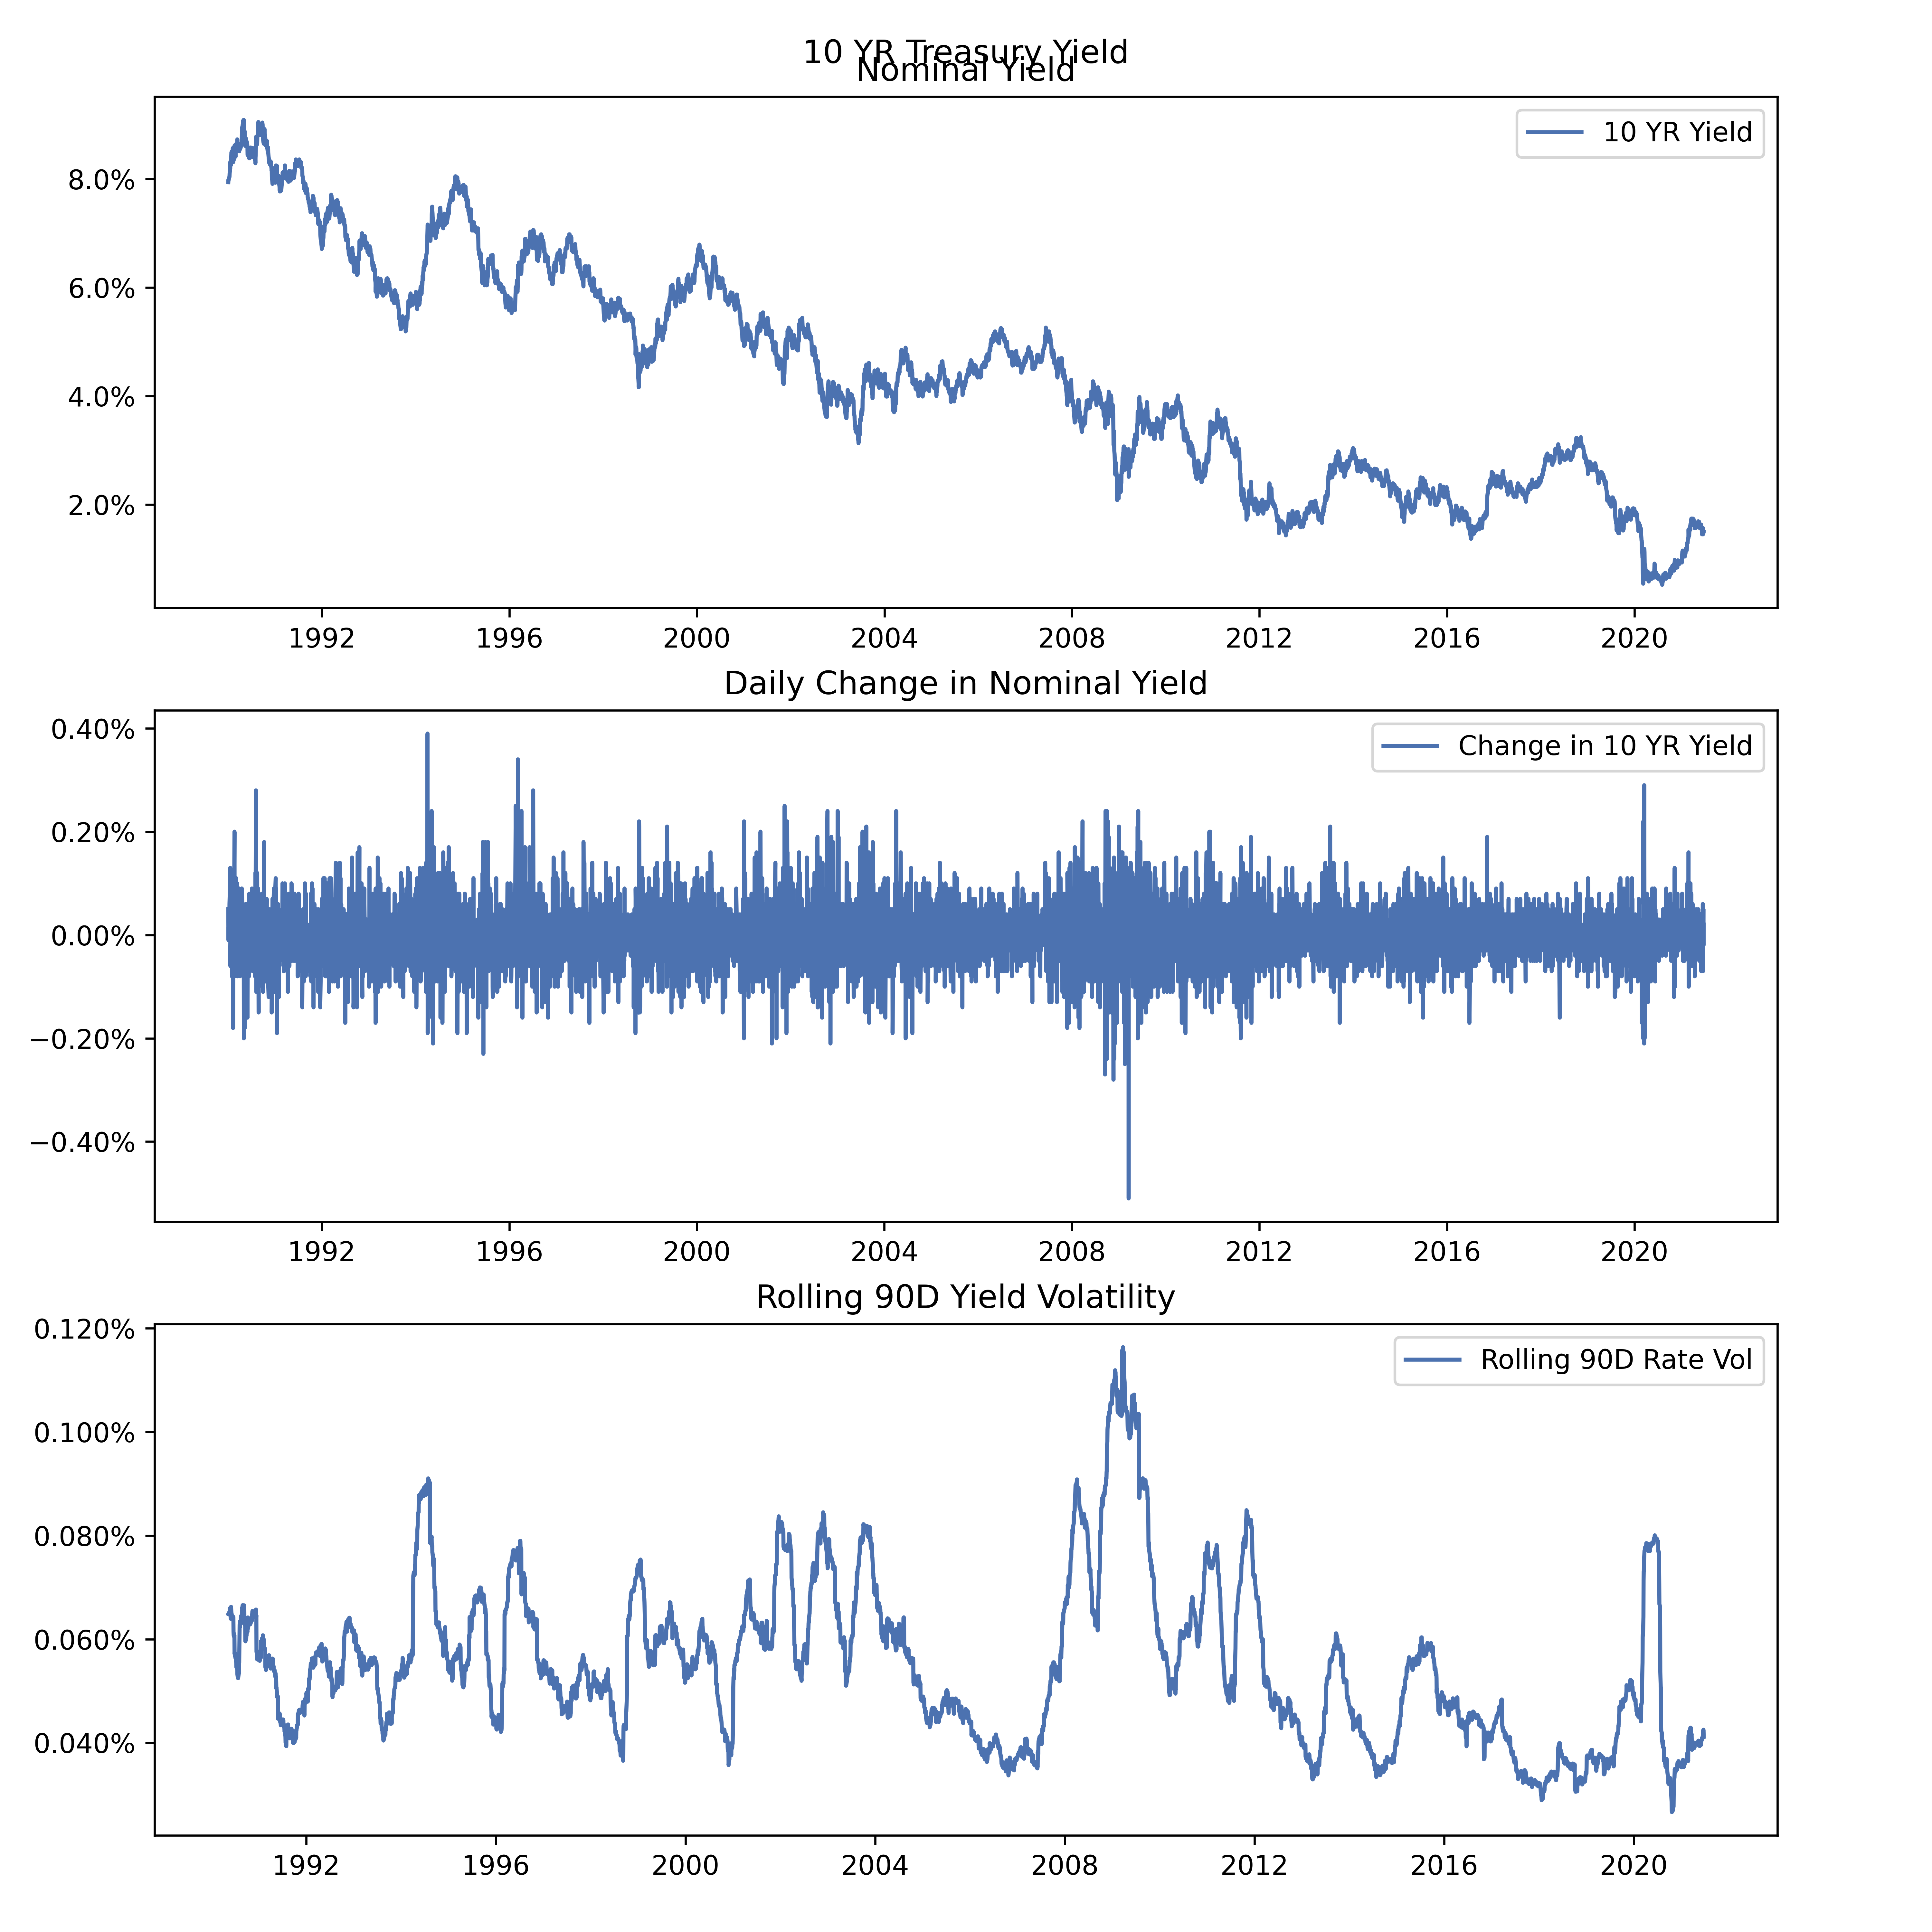 10 YR Treasury Yield
Nominal Yield
10 YR Yield
8.0%
6.0%
4.0%
2.0%
1992 1996 2000 2004 2008 2012 2016 2020
Daily Change in Nominal Yield
Change in 10 YR Yield
0.40%
0.20%
0.00%
−0.20%
−0.40%
1992 1996 2000 2004 2008 2012 2016 2020
Rolling 90D Yield Volatility
Rolling 90D Rate Vol
0.120%
0.100%
0.080%
0.060%
0.040%
1992 1996 2000 2004 2008 2012 2016 2020